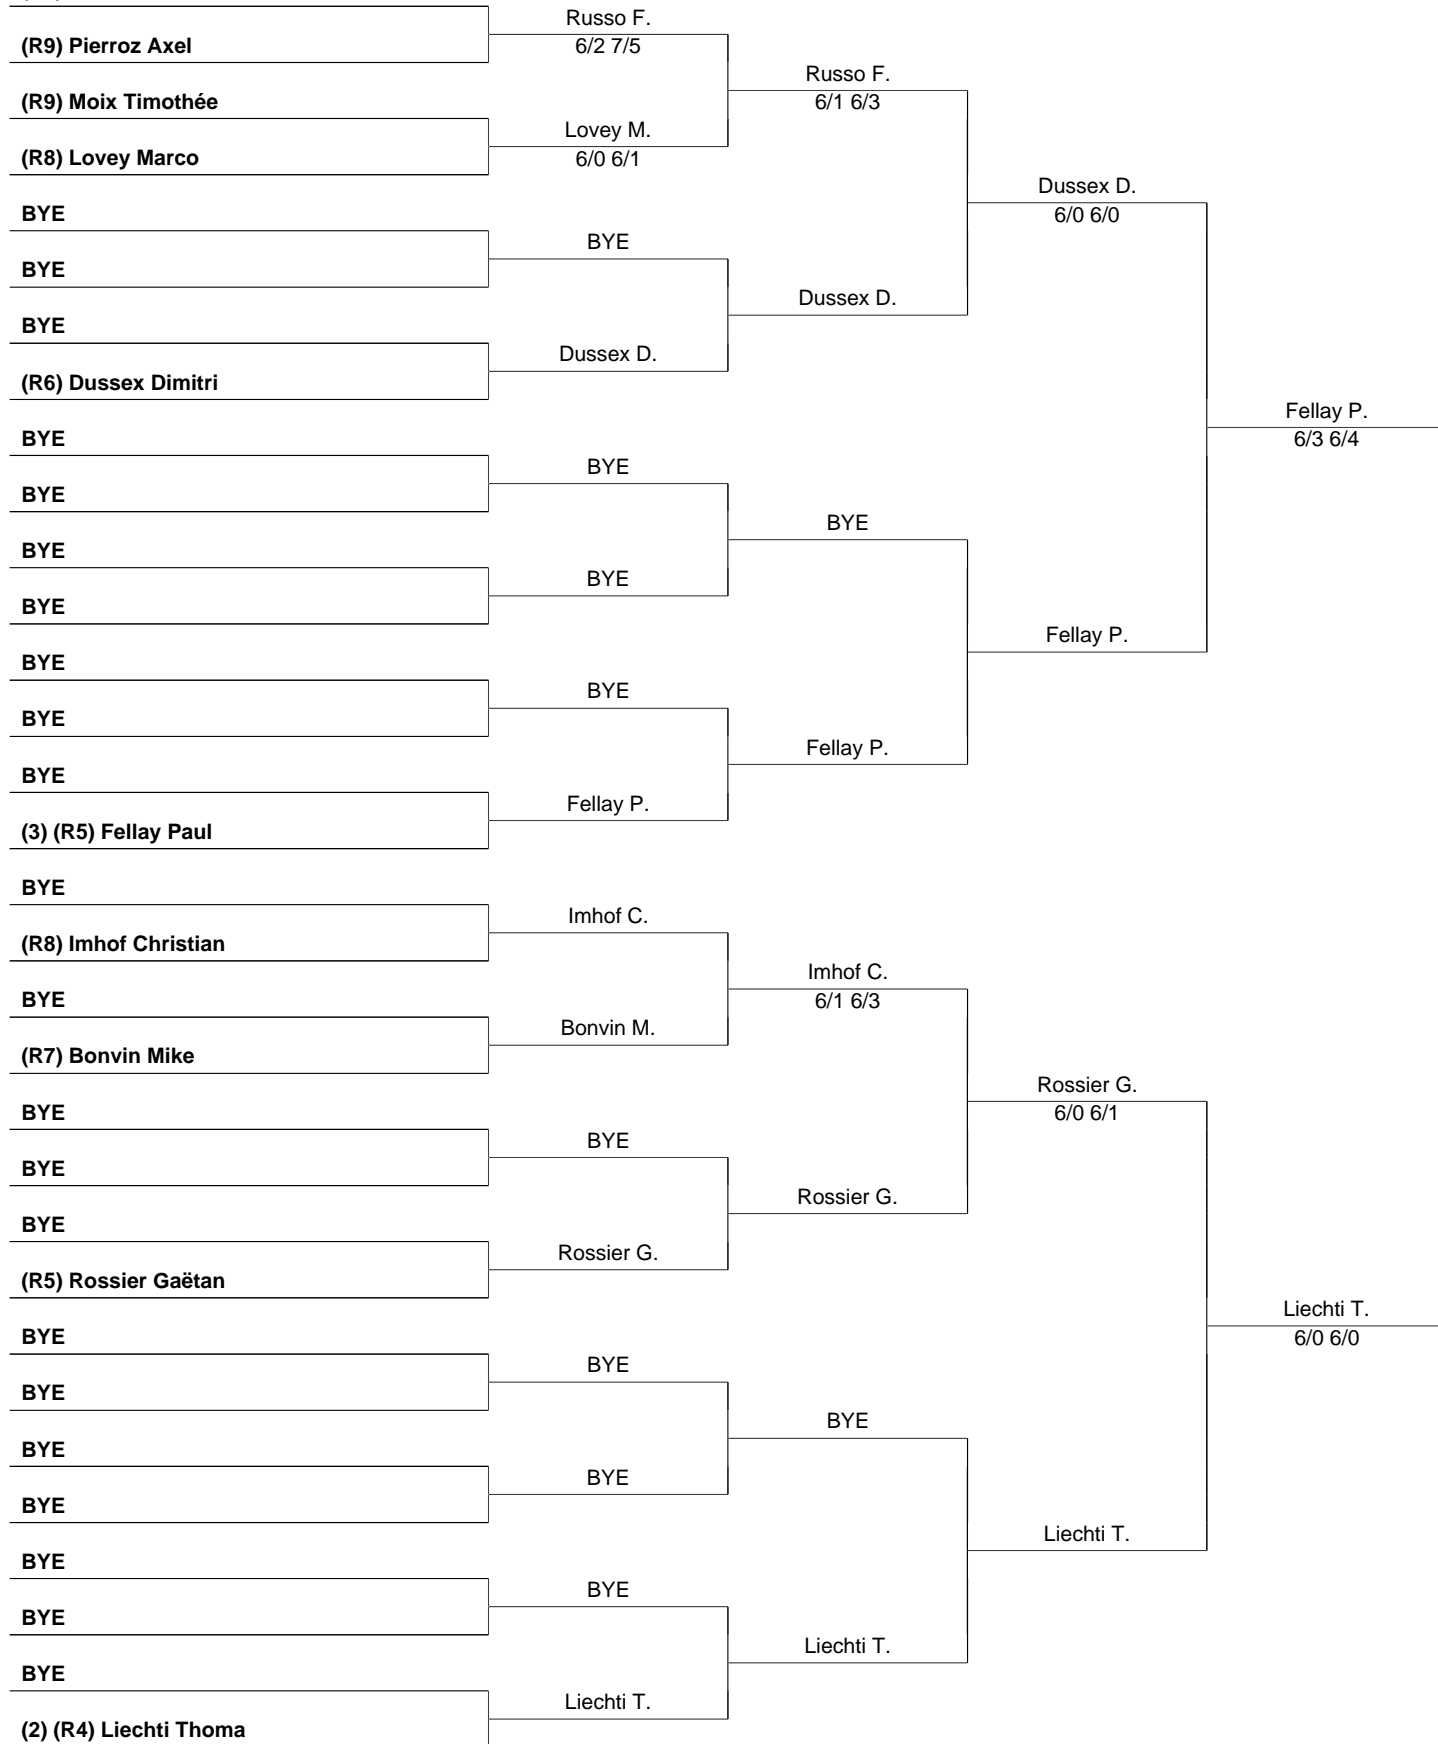 Russo F.
(R9) Pierroz Axel
6/2 7/5
Russo F.
(R9) Moix Timothée
6/1 6/3
Lovey M.
(R8) Lovey Marco
6/0 6/1
Dussex D.
BYE
6/0 6/0
BYE
BYE
Dussex D.
BYE
Dussex D.
(R6) Dussex Dimitri
Fellay P.
BYE
6/3 6/4
BYE
BYE
BYE
BYE
BYE
BYE
Fellay P.
BYE
BYE
BYE
Fellay P.
BYE
Fellay P.
(3) (R5) Fellay Paul
BYE
Imhof C.
(R8) Imhof Christian
Imhof C.
BYE
6/1 6/3
Bonvin M.
(R7) Bonvin Mike
Rossier G.
BYE
6/0 6/1
BYE
BYE
Rossier G.
BYE
Rossier G.
(R5) Rossier Gaëtan
Liechti T.
BYE
6/0 6/0
BYE
BYE
BYE
BYE
BYE
BYE
Liechti T.
BYE
BYE
BYE
Liechti T.
BYE
Liechti T.
(2) (R4) Liechti Thoma